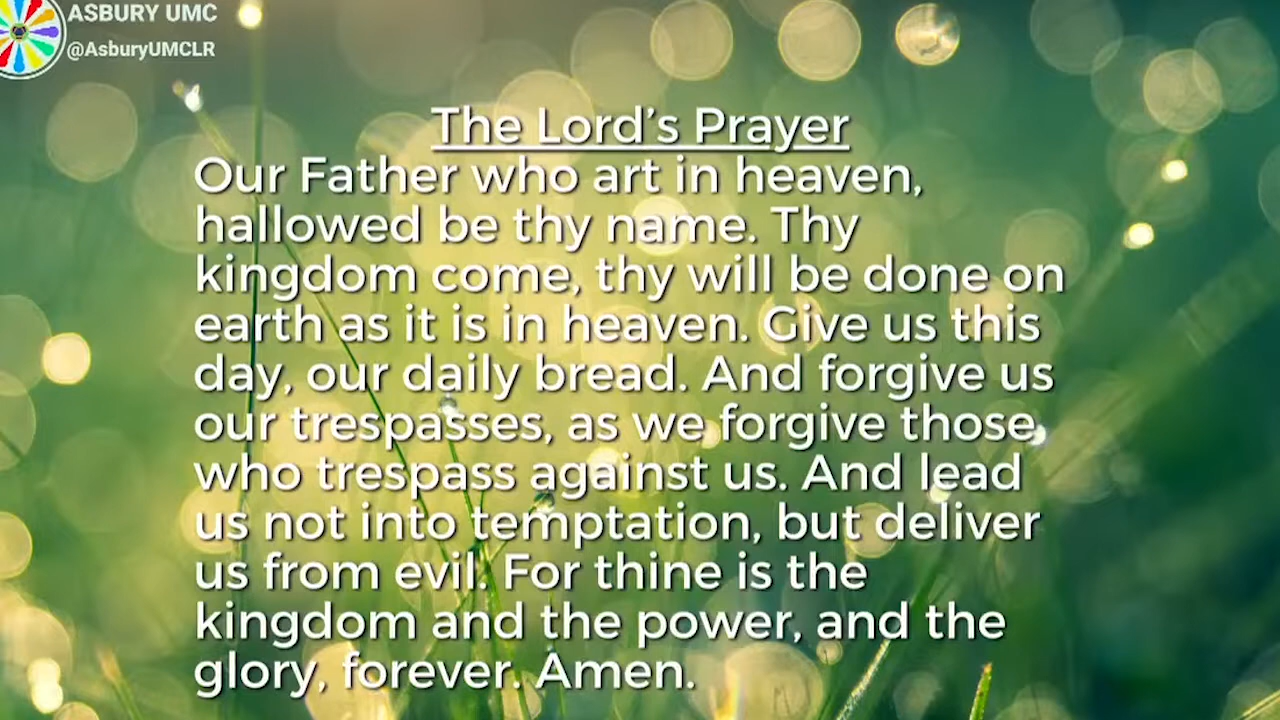 ASBURY UMC
@AsburyUMCLR
The Lord’s Prayer
Our Father who art in heaven,
hallowed be thy name. Thy
kingdom come, thy will be done on
earth as it is in heaven. Give us this
day, our daily bread. And forgive us
our trespasses, as we forgive those
who trespass against us. And lead
us not into temptation, but deliver
us from evil. For thine is the
kingdom and the power, and the
glory, forever. Amen.